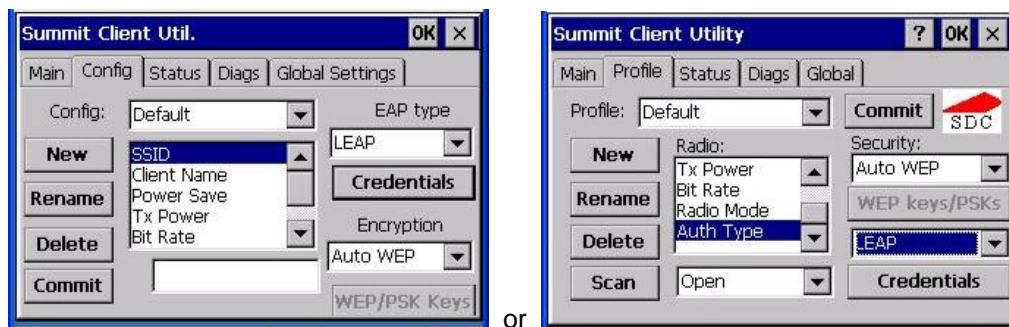 Summit Client Util. OK ×
Main Config Status Diags Global Settings
Config: Default EAP type
LEAP
New SSID
Client Name Credentials
Rename Power Save
Tx Power Encryption
Delete Bit Rate
Auto WEP
Commit
WEP/PSK Keys
or
Summit Client Utility ? OK ×
Main Profile Status Diags Global
Profile: Default Commit SDC
Radio: Security:
New Tx Power Auto WEP
Bit Rate
Rename Radio Mode WEP keys/PSKs
Auth Type
Delete LEAP
Scan Open Credentials